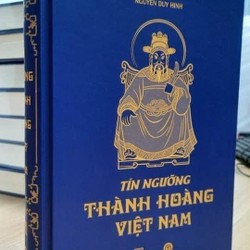 NGUYỄN DUY HINH
TÍN NGƯỠNG
THÀNH HOÀNG
VIỆT NAM